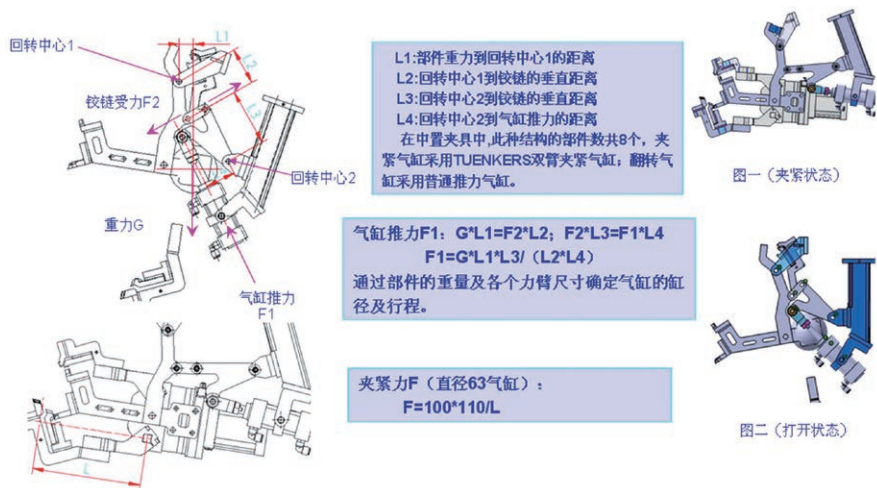 L1
回转中心1
L2
铰链受力F2
L3
回转中心2
重力G
气缸推力
F1
L
L1:部件重力到回转中心1的距离
L2:回转中心1到铰链的垂直距离
L3:回转中心2到铰链的垂直距离
L4:回转中心2到气缸推力的距离
在中置夹具中,此种结构的部件数共8个，夹
紧气缸采用TUENKERS双臂夹紧气缸；翻转气
缸采用普通推力气缸。
气缸推力F1：G*L1=F2*L2；F2*L3=F1*L4
F1=G*L1*L3/（L2*L4）
通过部件的重量及各个力臂尺寸确定气缸的缸
径及行程。
夹紧力F（直径63气缸）：
F=100*110/L
图一（夹紧状态）
图二（打开状态）